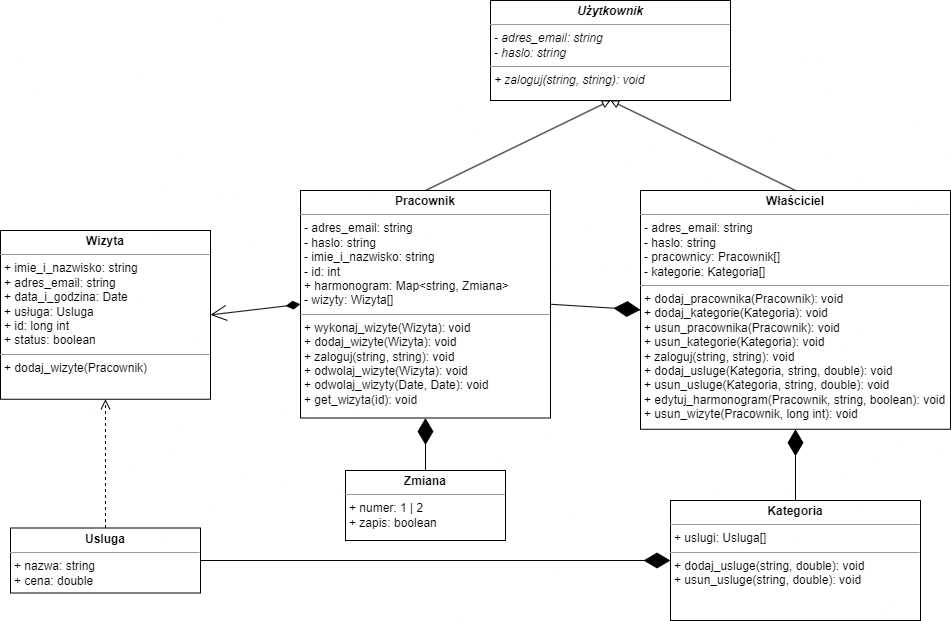 Użytkownik
- adres_email: string
- haslo: string
+ zaloguj(string, string): void
Pracownik
- adres_email: string
- haslo: string
- imie_i_nazwisko: string
- id: int
+ harmonogram: Map<string, Zmiana>
- wizyty: Wizyta[]
+ wykonaj_wizyte(Wizyta): void
+ dodaj_wizyte(Wizyta): void
+ zaloguj(string, string): void
+ odwolaj_wizyte(Wizyta): void
+ odwolaj_wizyty(Date, Date): void
+ get_wizyta(id): void
Właściciel
- adres_email: string
- haslo: string
- pracownicy: Pracownik[]
- kategorie: Kategoria[]
+ dodaj_pracownika(Pracownik): void
+ dodaj_kategorie(Kategoria): void
+ usun_pracownika(Pracownik): void
+ usun_kategorie(Kategoria): void
+ zaloguj(string, string): void
+ dodaj_usluge(Kategoria, string, double): void
+ usun_usluge(Kategoria, string, double): void
+ edytuj_harmonogram(Pracownik, string, boolean): void
+ usun_wizyte(Pracownik, long int): void
Wizyta
+ imie_i_nazwisko: string
+ adres_email: string
+ data_i_godzina: Date
+ usługa: Usluga
+ id: long int
+ status: boolean
+ dodaj_wizyte(Pracownik)
Zmiana
+ numer: 1 | 2
+ zapis: boolean
Usluga
+ nazwa: string
+ cena: double
Kategoria
+ uslugi: Usluga[]
+ dodaj_usluge(string, double): void
+ usun_usluge(string, double): void